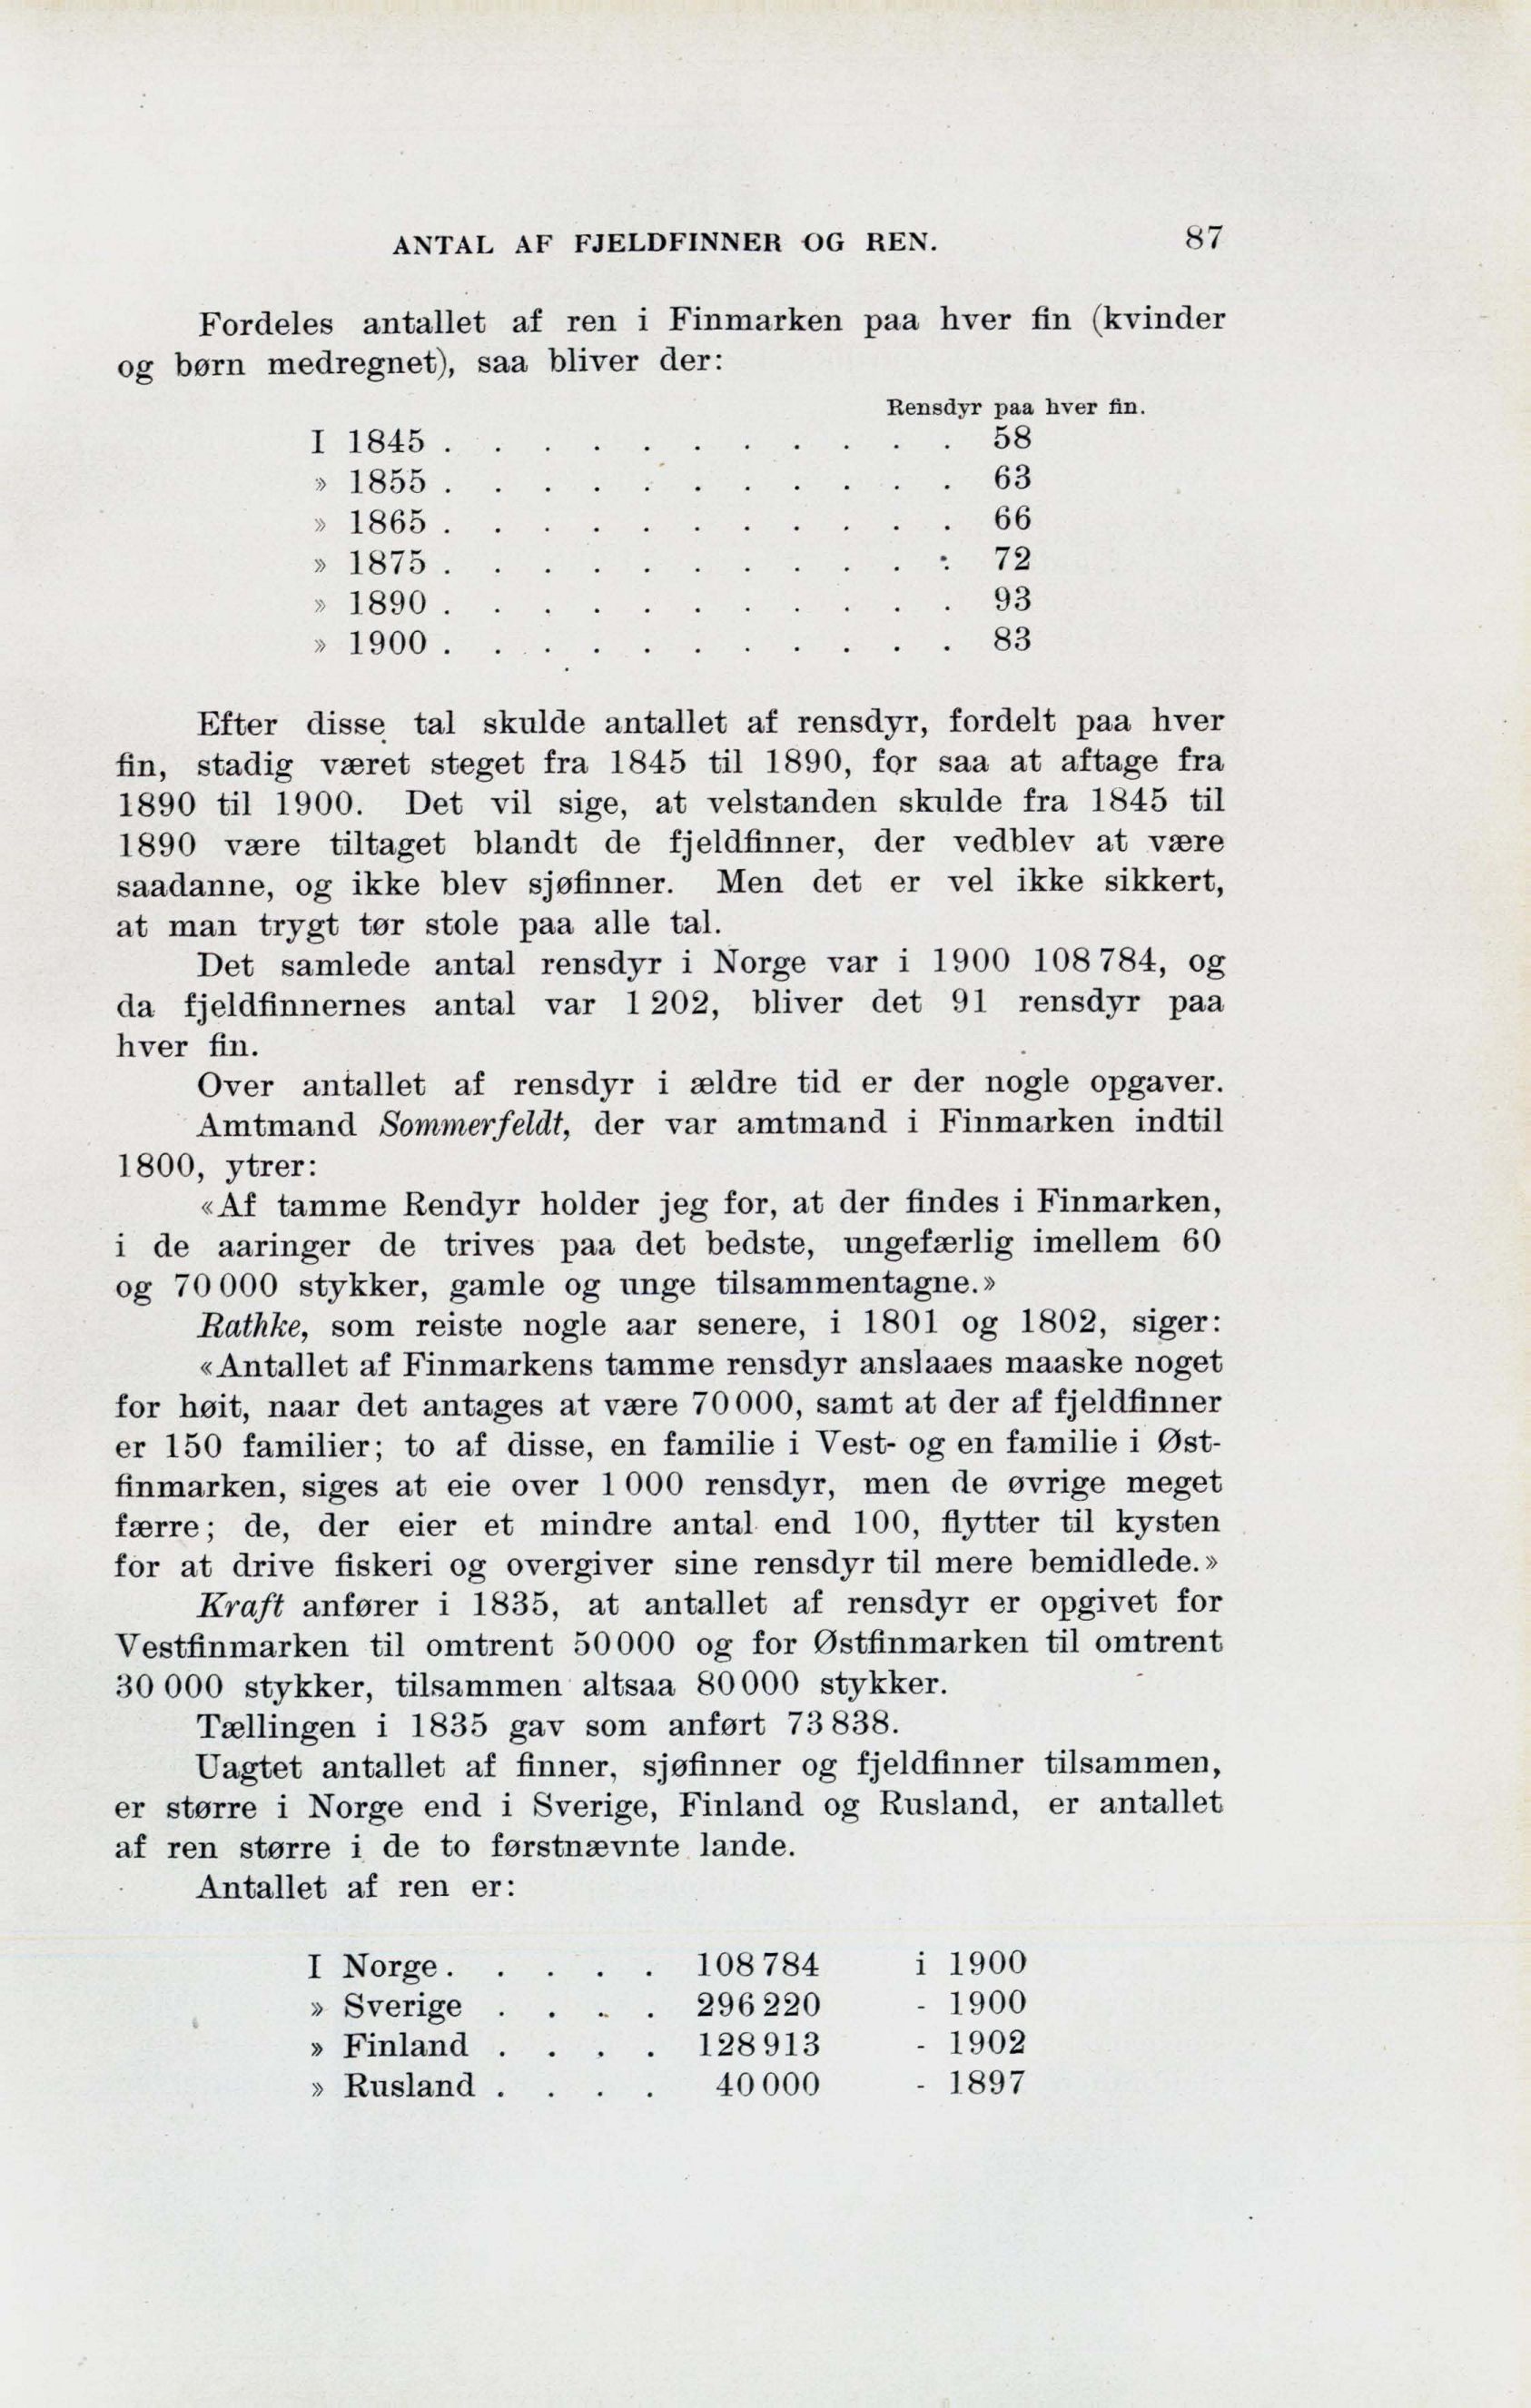 ANTAL AF FJELDFINNER OG REN. 87
Fordeles antallet af ren i Finmarken paa hver fin (kvinder
og børn medregnet), saa bliver der:
Rensdyr paa hver fin.
I 1845 . . . . . . . . . . . 58
» 1855 . . . . . . . . . . . 63
» 1865 . . . . . . . . . . . 66
» 1875 . . . . . . . . . . . 72
» 1890 . . . . . . . . . . . 93
» 1900 . . . . . . . . . . . 83
Efter disse tal skulde antallet af rensdyr, fordelt paa hver
fin, stadig været steget fra 1845 til 1890, for saa at aftage fra
1890 til 1900. Det vil sige, at velstanden skulde fra 1845 til
1890 være tiltaget blandt de fjeldfinner, der vedblev at være
saadanne, og ikke blev sjøfinner. Men det er vel ikke sikkert,
at man trygt tør stole paa alle tal.
Det samlede antal rensdyr i Norge var i 1900 108 784, og
da fjeldfinnernes antal var 1 202, bliver det 91 rensdyr paa
hver fin.
Over antallet af rensdyr i ældre tid er der nogle opgaver.
Amtmand Sommerfeldt, der var amtmand i Finmarken indtil
1800, ytrer:
«Af tamme Rendyr holder jeg for, at der findes i Finmarken,
i de aaringer de trives paa det bedste, ungefærlig imellem 60
og 70 000 stykker, gamle og unge tilsammentagne.»
Rathke, som reiste nogle aar senere, i 1801 og 1802, siger:
«Antallet af Finmarkens tamme rensdyr anslaaes maaske noget
for høit, naar det antages at være 70 000, samt at der af fjeldfinner
er 150 familier; to af disse, en familie i Vest- og en familie i Øst-
finmarken, siges at eie over 1 000 rensdyr, men de øvrige meget
færre; de, der eier et mindre antal end 100, flytter til kysten
for at drive fiskeri og overgiver sine rensdyr til mere bemidlede.»
Kraft anfører i 1835, at antallet af rensdyr er opgivet for
Vestfinmarken til omtrent 50 000 og for Østfinmarken til omtrent
30 000 stykker, tilsammen altsaa 80 000 stykker.
Tællingen i 1835 gav som anført 73 838.
Uagtet antallet af finner, sjøfinner og fjeldfinner tilsammen,
er større i Norge end i Sverige, Finland og Rusland, er antallet
af ren større i de to førstnævnte lande.
Antallet af ren er:
I Norge . . . . . 108 784 i 1900
» Sverige . . . . 296 220 - 1900
» Finland . . . . 128 913 - 1902
» Rusland . . . . 40 000 - 1897